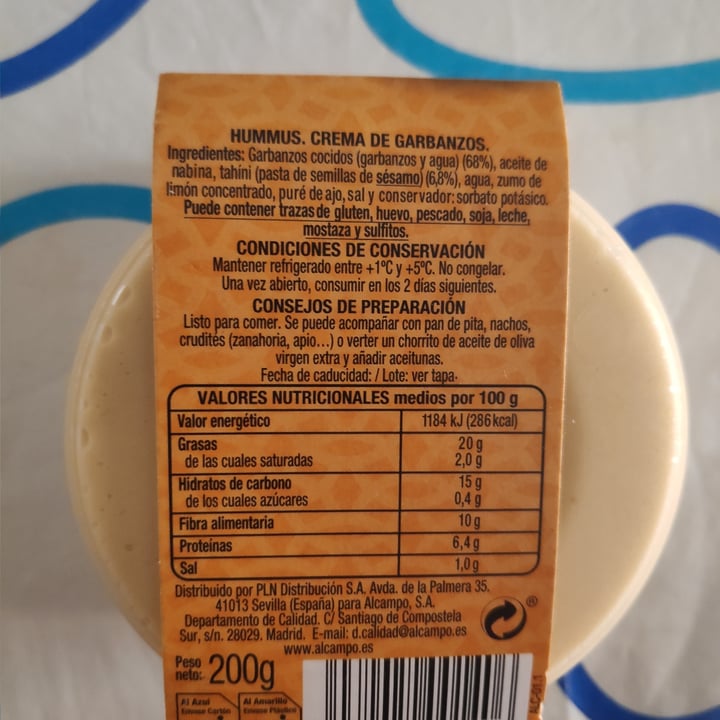 HUMMUS. CREMA DE GARBANZOS.
Ingredientes: Garbanzos cocidos (garbanzos y agua) (68%), aceite de
nabina, tahini (pasta de semillas de sésamo) (6,8%), agua, zumo de
limón concentrado, puré de ajo, sal y conservador: sorbato potásico.
Puede contener trazas de gluten, huevo, pescado, soja, leche,
mostaza y sulfitos.
CONDICIONES DE CONSERVACIÓN
Mantener refrigerado entre +1ºC y +5ºC. No congelar.
Una vez abierto, consumir en los 2 días siguientes.
CONSEJOS DE PREPARACIÓN
Listo para comer. Se puede acompañar con pan de pita, nachos,
crudités (zanahoria, apio...) o verter un chorrito de aceite de oliva
virgen extra y añadir aceitunas.
Fecha de caducidad: / Lote: ver tapa.
VALORES NUTRICIONALES medios por 100 g
Valor energético 1184 kJ (286 kcal)
Grasas 20 g
de las cuales saturadas 2,0 g
Hidratos de carbono 15 g
de los cuales azúcares 0,4 g
Fibra alimentaria 10 g
Proteínas 6,4 g
Sal 1,0 g
Distribuido por PLN Distribución S.A. Avda. de la Palmera 35.
41013 Sevilla (España) para Alcampo, S.A.
Departamento de Calidad. C/ Santiago de Compostela
Sur, s/n. 28029. Madrid. E-mail: d.calidad@alcampo.es
www.alcampo.es
®
Peso
neto: 200g
Al Azul
Envase Cartón
Al Amarillo
Envase Plástico